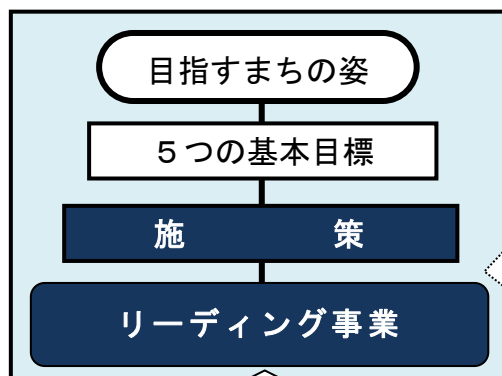 目指すまちの姿
５つの基本目標
施　　　　策
リーディング事業